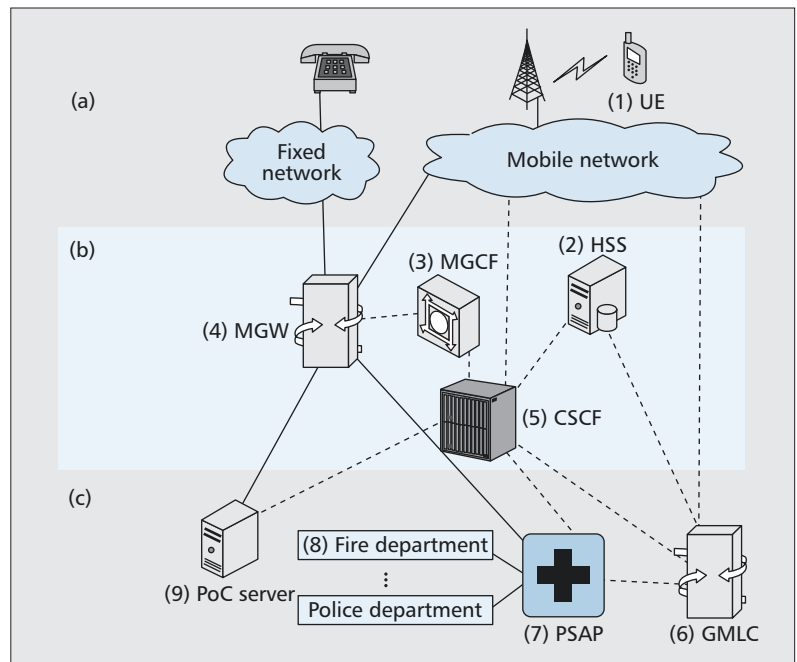 (a)
(1) UE
Fixed
network
Mobile network
(b)
(2) HSS
(3) MGCF
(4) MGW
(5) CSCF
(c)
(8) Fire department
(9) PoC server
Police department
(7) PSAP
(6) GMLC